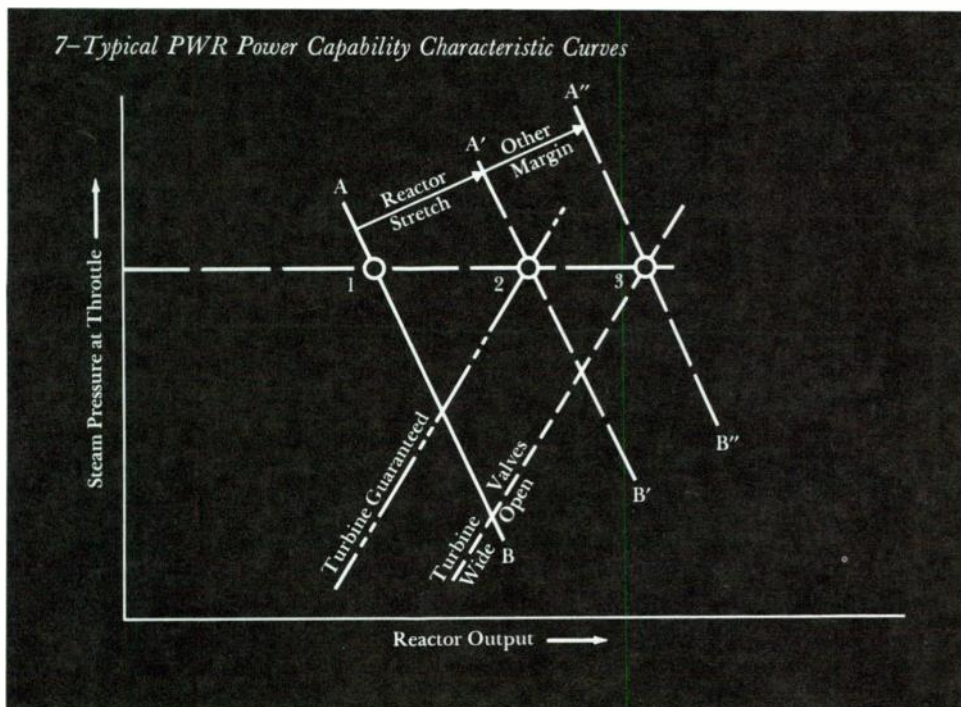 7–Typical PWR Power Capability Characteristic Curves
A"
A'
Other
Margin
A
Reactor
Stretch
1
2
3
Steam Pressure at Throttle
Turbine Guaranteed
Turbine Valves
Wide Open
B"
B'
B
Reactor Output